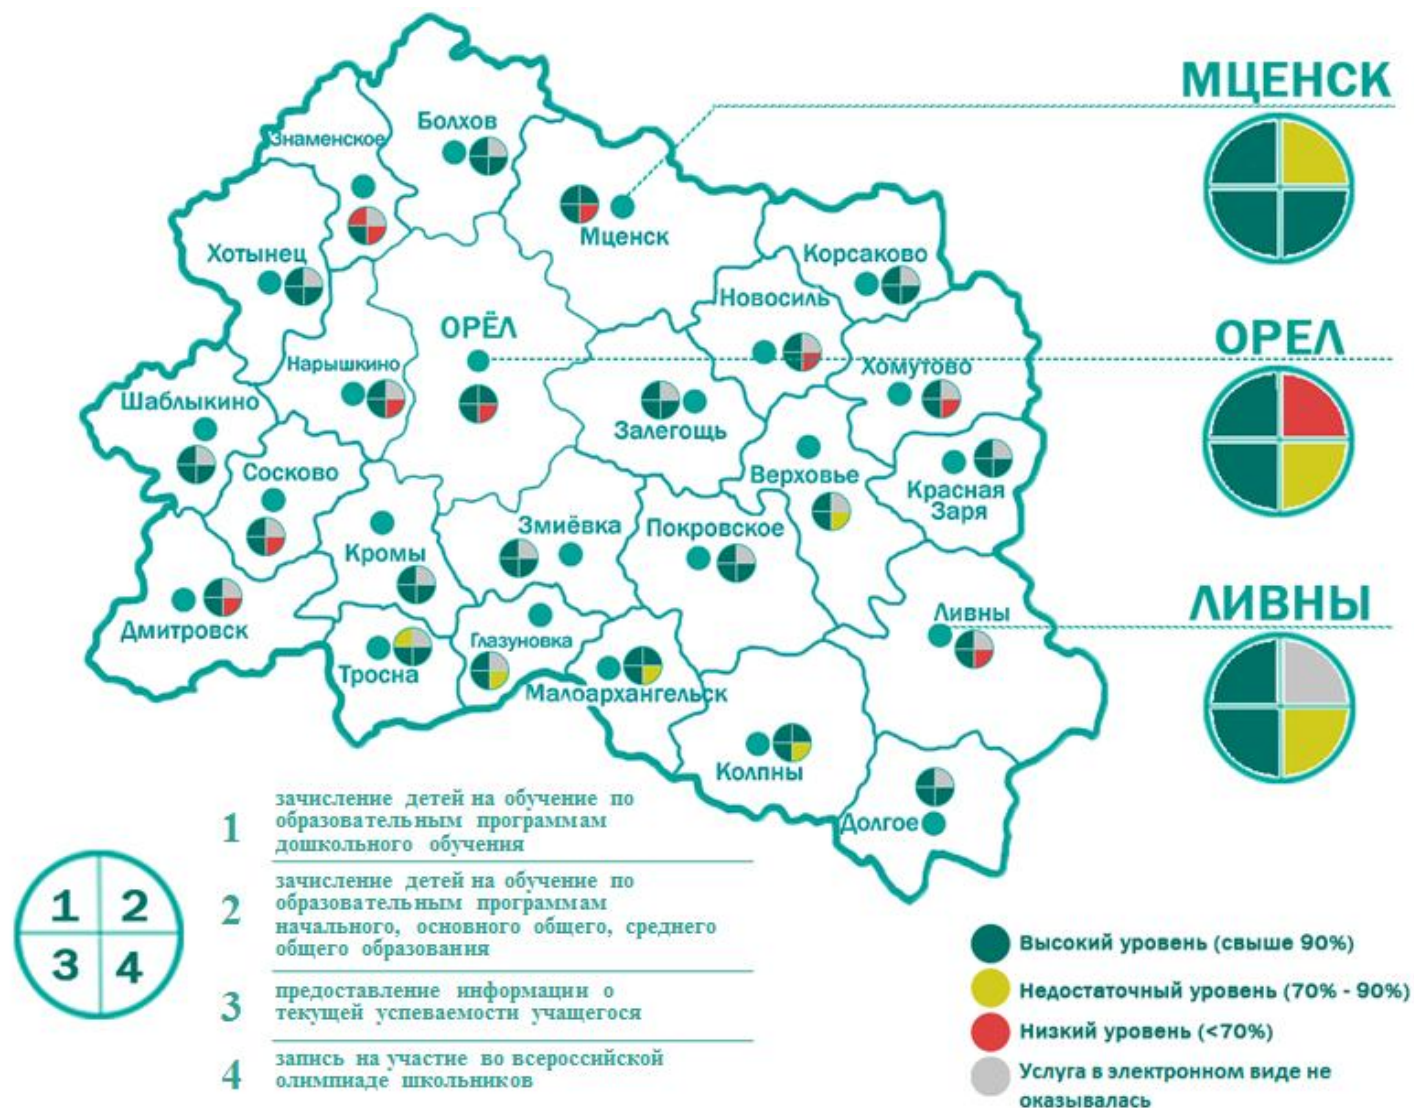 МЦЕНСК
Болхов
Знаменское
Мценск
Хотынец
Корсаково
Новосиль
ОРЁЛ
ОРЕЛ
Нарышкино
Хомутово
Шаблыкино
Залегощь
Сосково
Верховье
Красная
Заря
Змиёвка
Покровское
Кромы
ЛИВНЫ
Ливны
Дмитровск
Глазуновка
Тросна
Малоархангельск
Колпны
Долгое
1
зачисление детей на обучение по
образовательным программам
дошкольного обучения
2
зачисление детей на обучение по
образовательным программам
начального, основного общего, среднего
общего образования
3
предоставление информации о
текущей успеваемости учащегося
4
запись на участие во всероссийской
олимпиаде школьников
1 2
3 4
Высокий уровень (свыше 90%)
Недостаточный уровень (70% - 90%)
Низкий уровень (<70%)
Услуга в электронном виде не
оказывалась